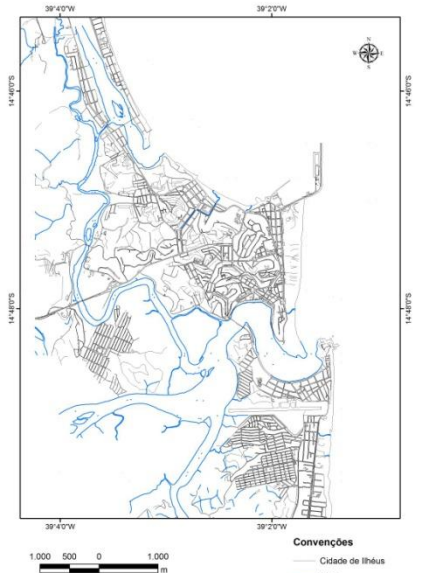 39°4'0"W 39°2'0"W
N
W E
S
14°46'0"S 14°46'0"S
14°48'0"S 14°48'0"S
39°4'0"W 39°2'0"W
Convenções
1.000 500 0 1.000
m
Cidade de Ilhéus